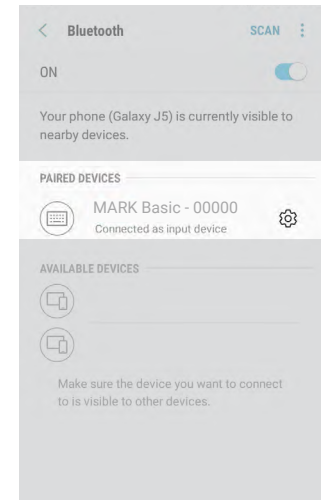 Bluetooth SCAN
ON
Your phone (Galaxy J5) is currently visible to
nearby devices.
PAIRED DEVICES
MARK Basic - 00000
Connected as input device
AVAILABLE DEVICES
Make sure the device you want to connect
to is visible to other devices.